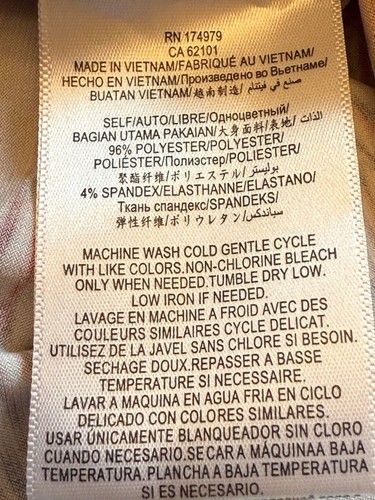 RN 174979
CA 62101
MADE IN VIETNAM/FABRIQUÉ AU VIETNAM/
HECHO EN VIETNAM/Произведено во Вьетнаме/
BUATAN VIETNAM/越南制造/ صنع في فيتنام
SELF/AUTO/LIBRE/Одноцветный/
BAGIAN UTAMA PAKAIAN/大身面料/表地/ الذات
96% POLYESTER/POLYESTER/
POLIÉSTER/Полиэстер/POLIESTER/
聚酯纤维/ポリエステル/ بوليستر
4% SPANDEX/ELASTHANNE/ELASTANO/
Ткань спандекс/SPANDEKS/
弹性纤维/ポリウレタン/ سباندكس
MACHINE WASH COLD GENTLE CYCLE
WITH LIKE COLORS.NON-CHLORINE BLEACH
ONLY WHEN NEEDED.TUMBLE DRY LOW.
LOW IRON IF NEEDED.
LAVAGE EN MACHINE A FROID AVEC DES
COULEURS SIMILAIRES CYCLE DELICAT.
UTILISEZ DE LA JAVEL SANS CHLORE SI BESOIN.
SECHAGE DOUX.REPASSER A BASSE
TEMPERATURE SI NECESSAIRE.
LAVAR A MAQUINA EN AGUA FRIA EN CICLO
DELICADO CON COLORES SIMILARES.
USAR ÚNICAMENTE BLANQUEADOR SIN CLORO
CUANDO NECESARIO.SECAR A MÁQUINAA BAJA
TEMPERATURA.PLANCHA A BAJA TEMPERATURA
SI ES NECESARIO.